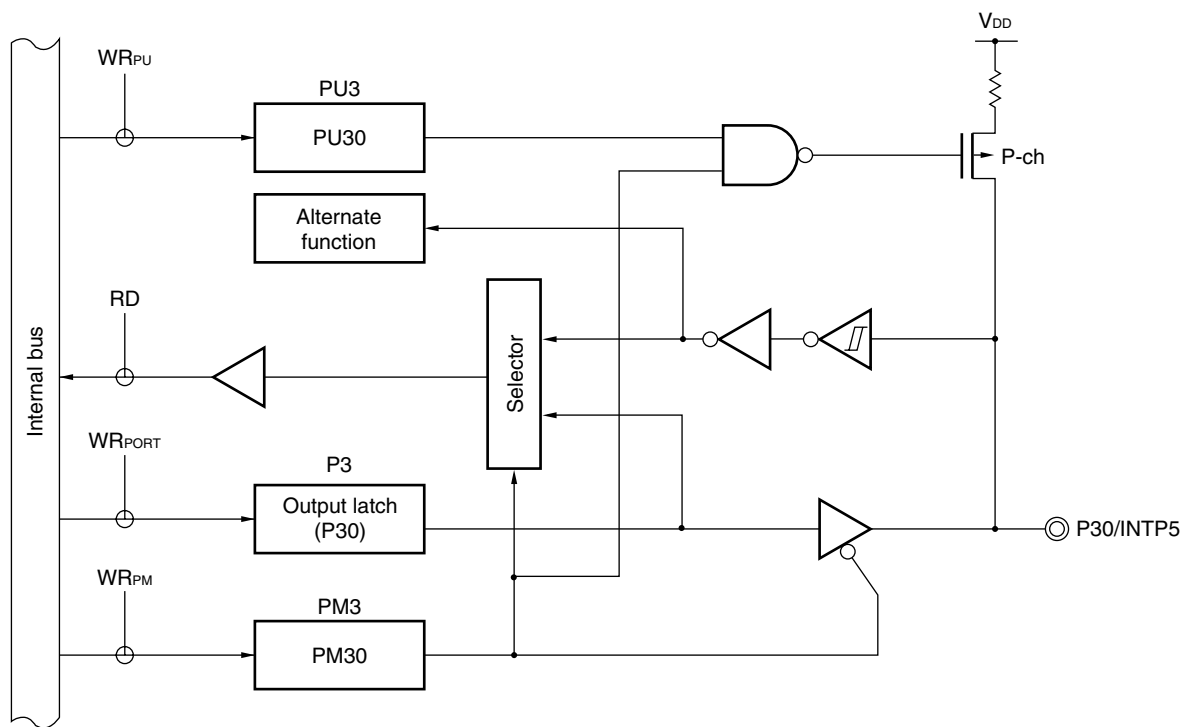 VDD
WRPU
PU3
PU30
P-ch
Alternate
function
RD
Internal bus
Selector
WRPORT
P3
Output latch
(P30)
P30/INTP5
WRPM
PM3
PM30